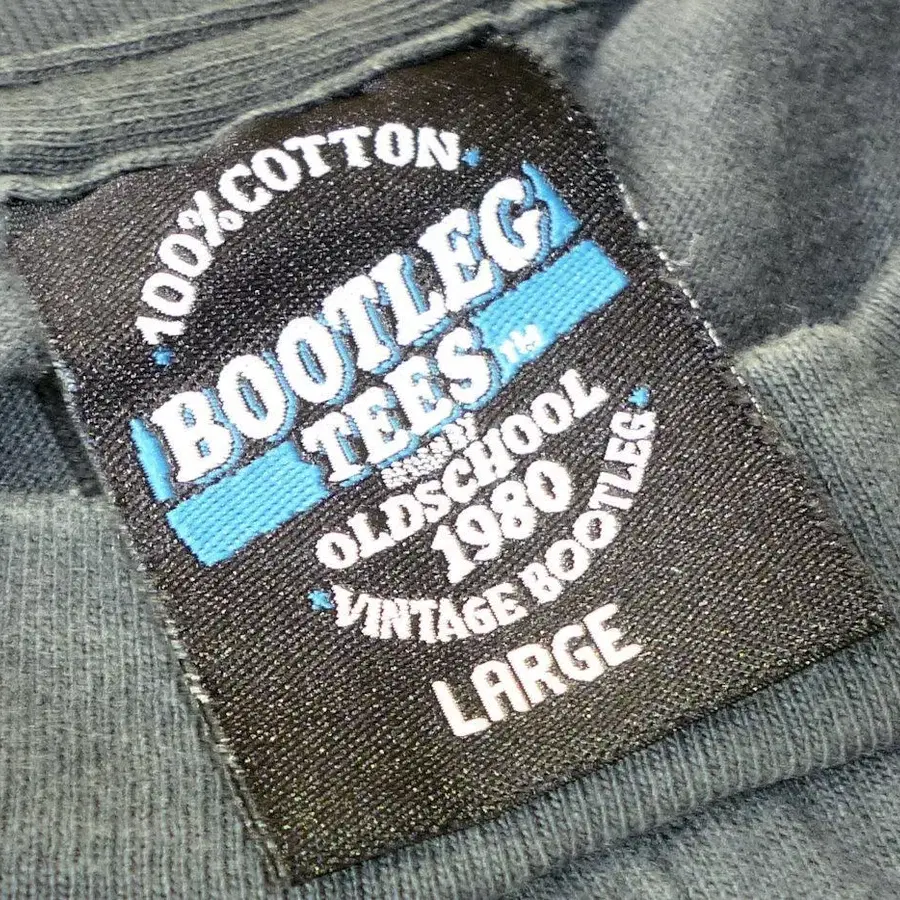 100% COTTON
BOOTLEG
TEES TM
OLDSCHOOL
1980
VINTAGE BOOTLEG
LARGE